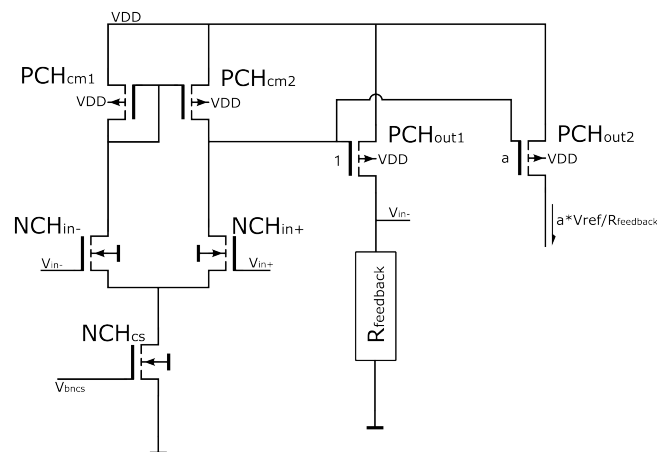 VDD
PCHcm1
PCHcm2
VDD
VDD
PCHout1
PCHout2
1
VDD
a
VDD
NCHin-
NCHin+
Vin-
a*Vref/Rfeedback
Vin-
Vin+
Rfeedback
NCHcs
Vbncs